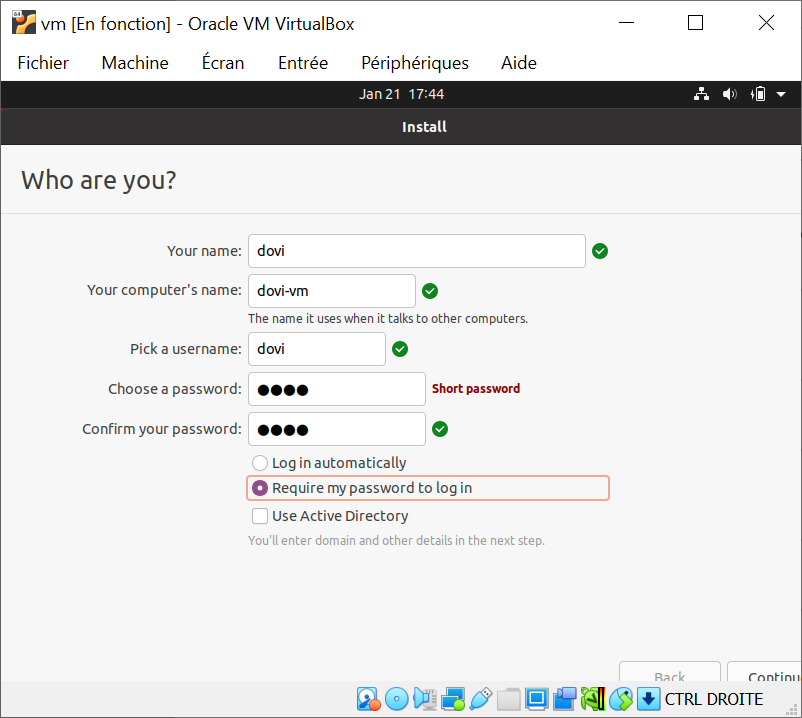 vm [En fonction] - Oracle VM VirtualBox
Fichier Machine Écran Entrée Périphériques Aide
Jan 21 17:44
Install
Who are you?
Your name: dovi
Your computer's name: dovi-vm
The name it uses when it talks to other computers.
Pick a username: dovi
Choose a password: ●●●● Short password
Confirm your password: ●●●●
Log in automatically
Require my password to log in
Use Active Directory
You'll enter domain and other details in the next step.
Back Continu
CTRL DROITE